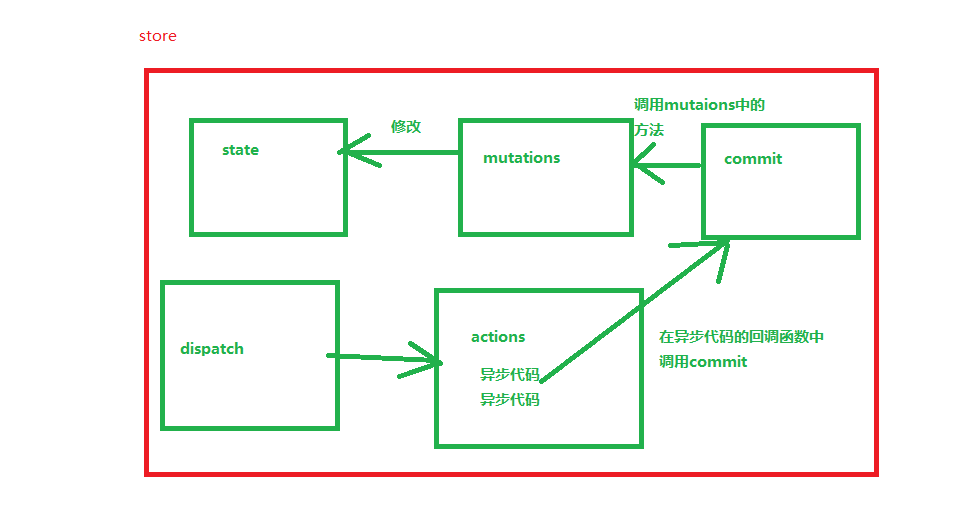 store
调用mutaions中的
方法
修改
state
mutations
commit
dispatch
actions
异步代码
异步代码
在异步代码的回调函数中
调用commit